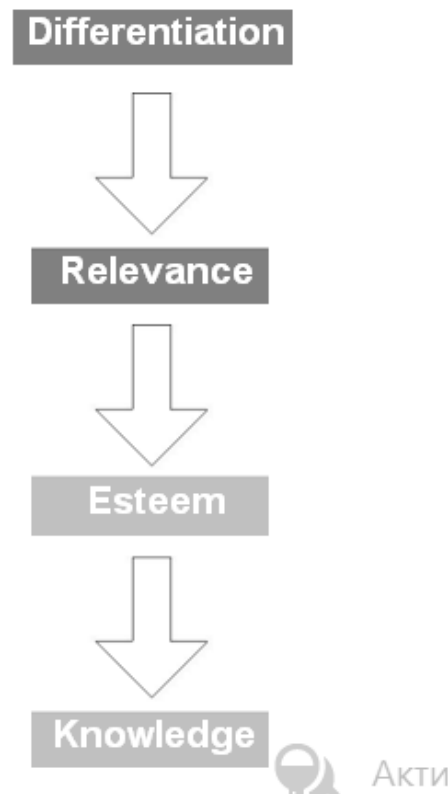 Differentiation
Relevance
Esteem
Knowledge
Акти